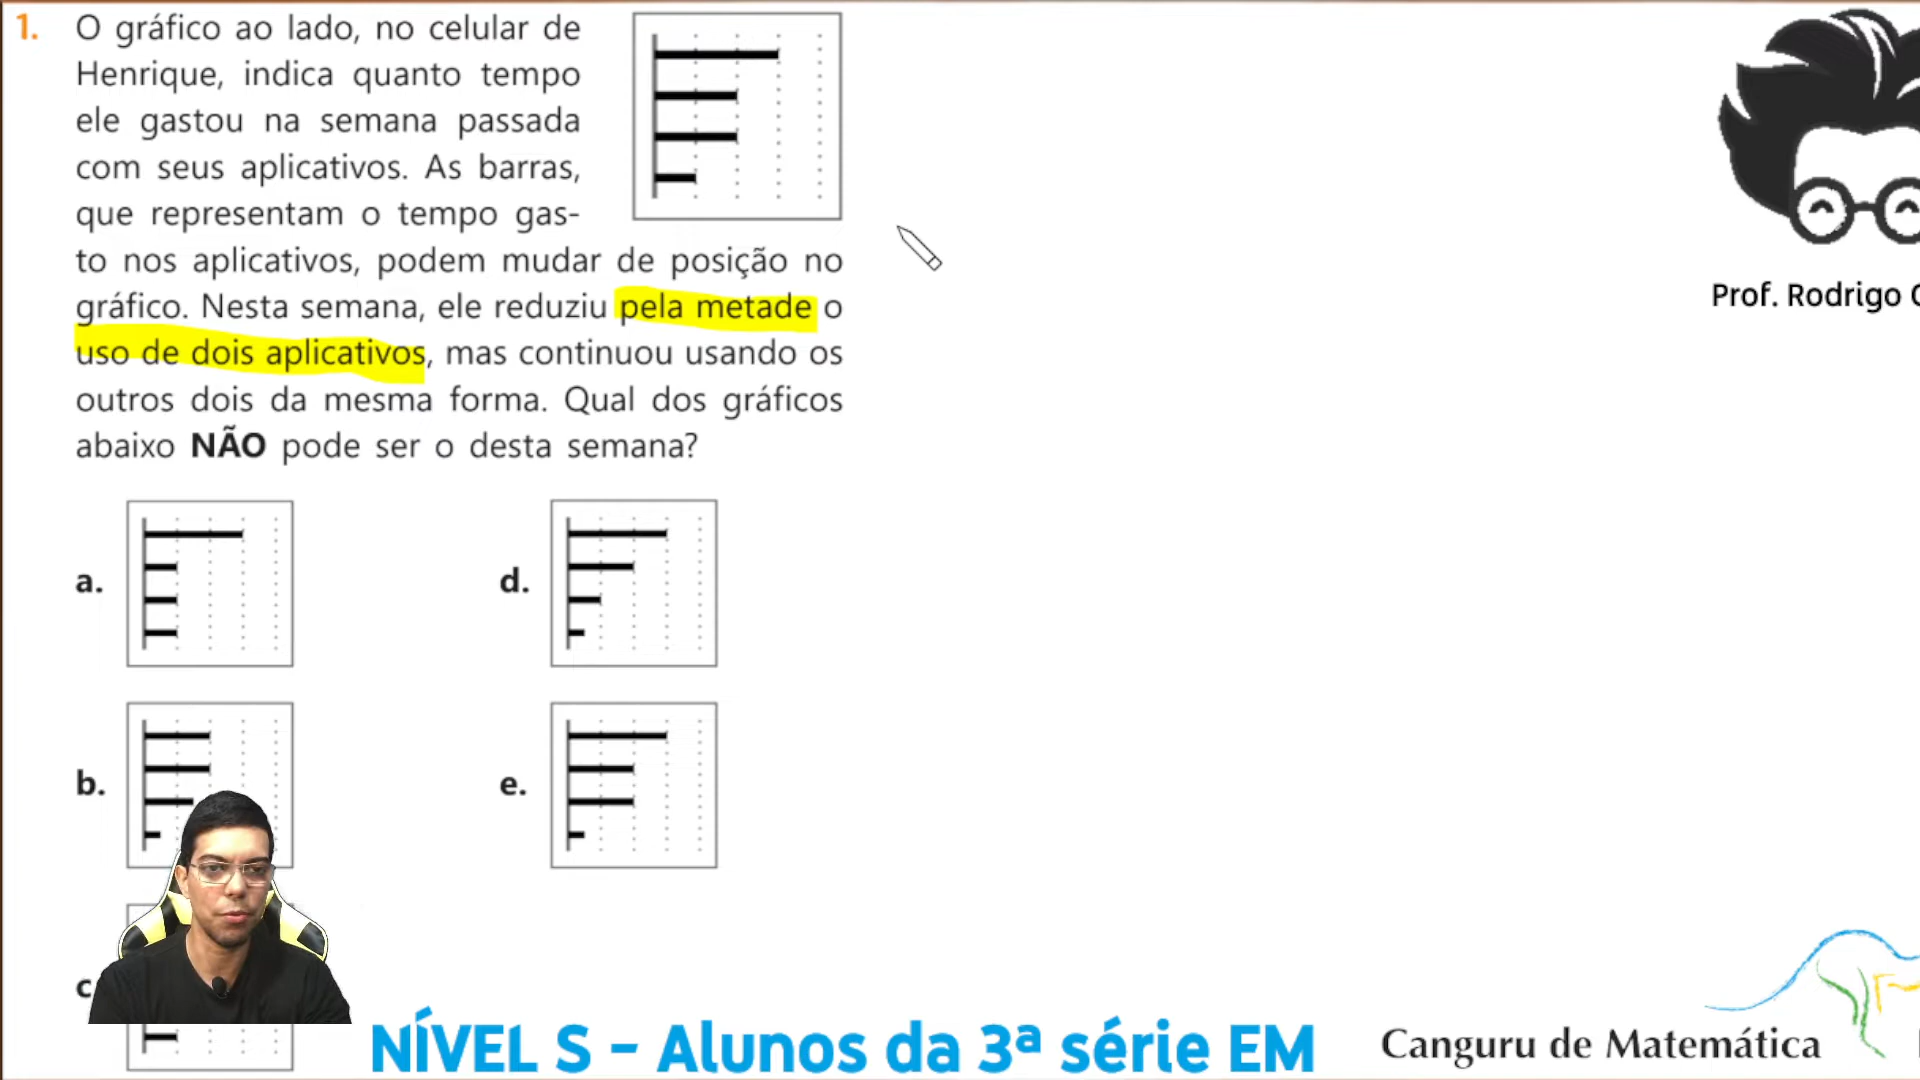 1. O gráfico ao lado, no celular de
Henrique, indica quanto tempo
ele gastou na semana passada
com seus aplicativos. As barras,
que representam o tempo gas-
to nos aplicativos, podem mudar de posição no
gráfico. Nesta semana, ele reduziu pela metade o
uso de dois aplicativos, mas continuou usando os
outros dois da mesma forma. Qual dos gráficos
abaixo NÃO pode ser o desta semana?
a.
d.
b.
e.
c
Prof. Rodrigo
NÍVEL S - Alunos da 3ª série EM
Canguru de Matemática